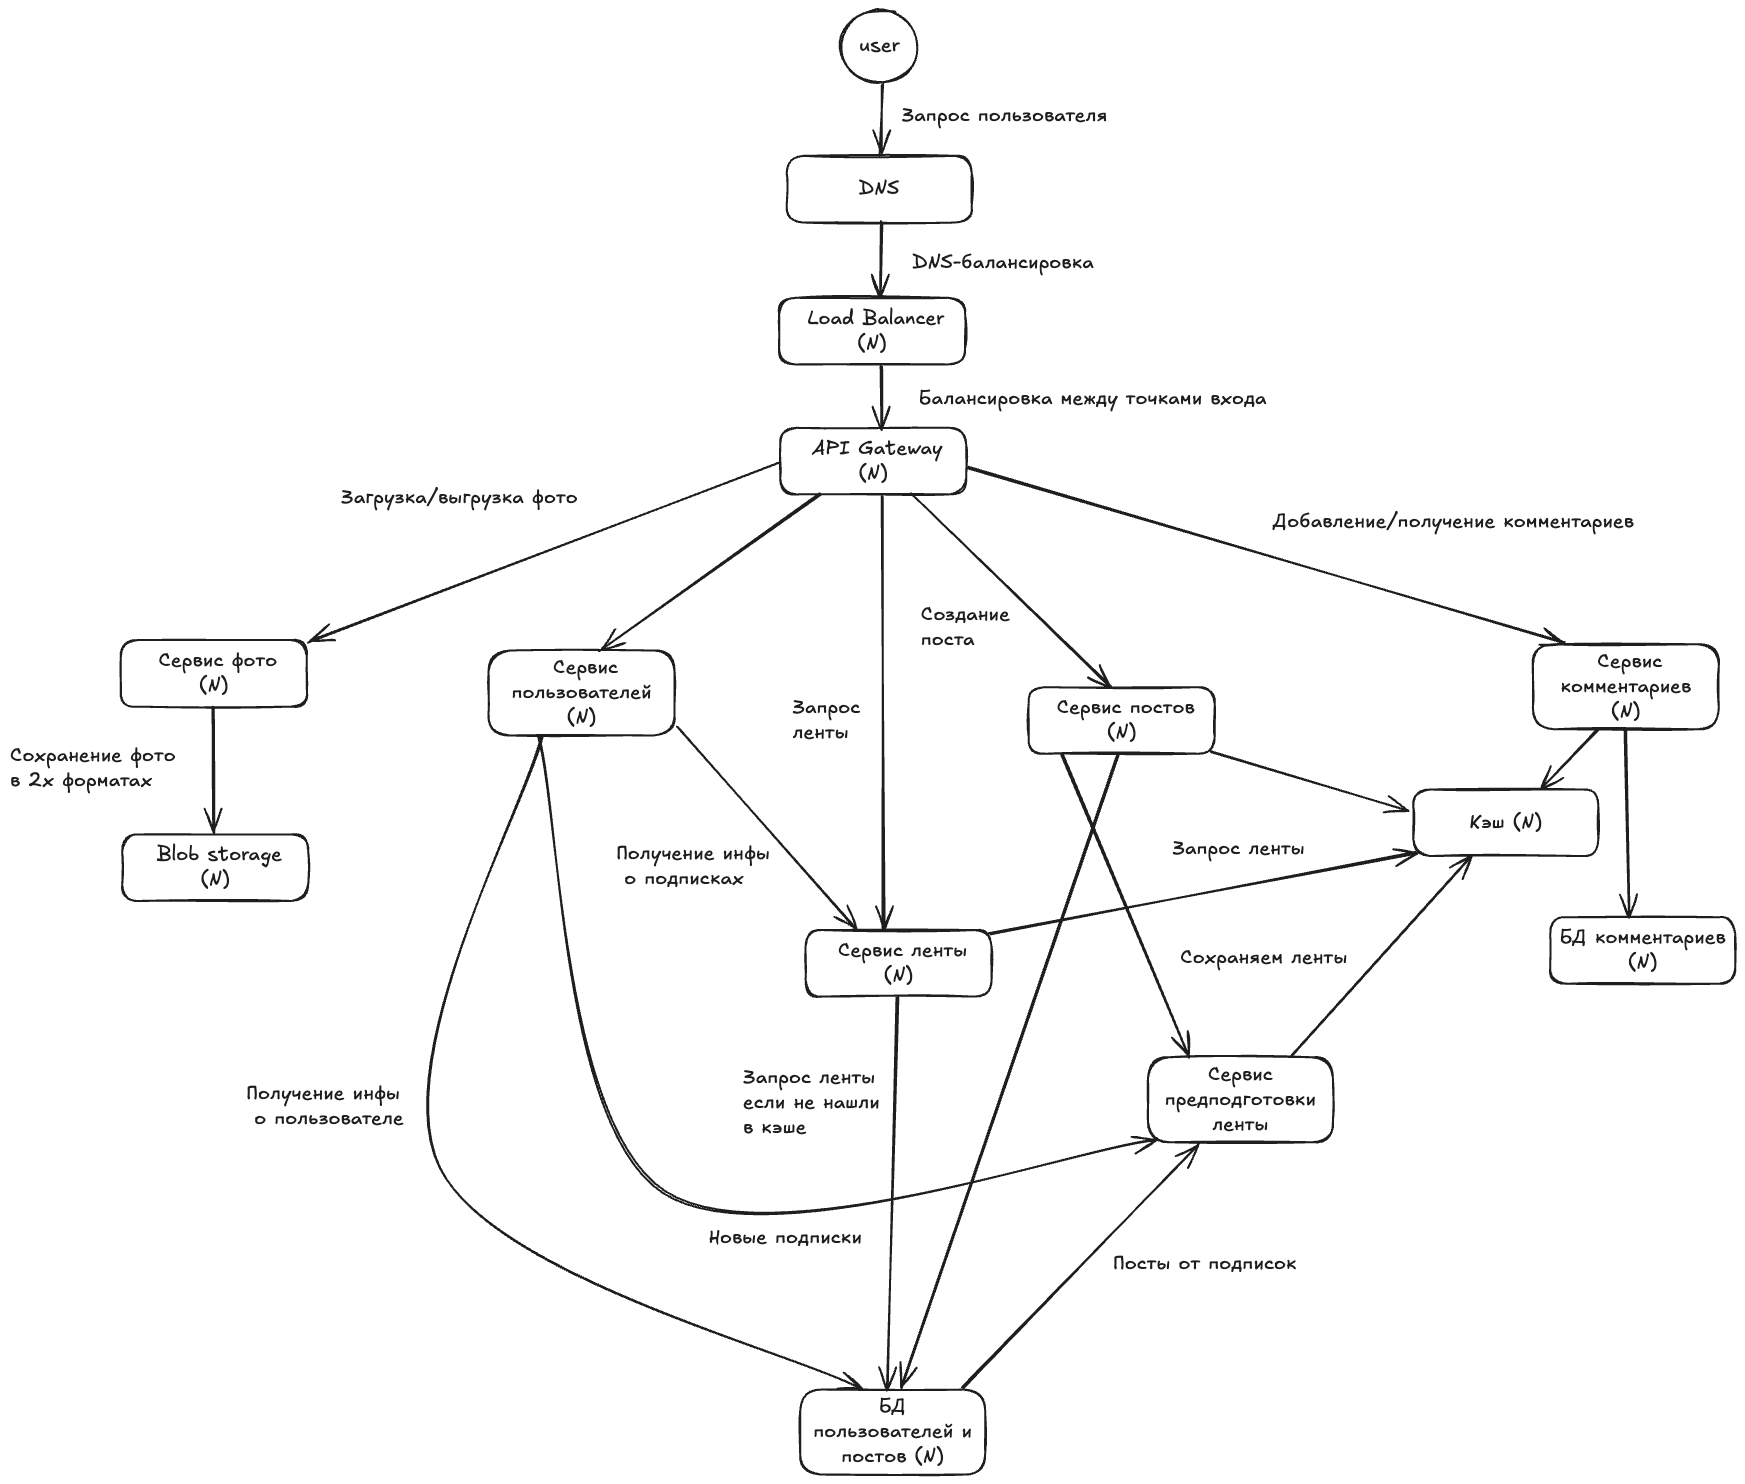 user
Запрос пользователя
DNS
DNS-балансировка
Load Balancer
(N)
Балансировка между точками входа
API Gateway
(N)
Загрузка/выгрузка фото
Добавление/получение комментариев
Создание
поста
Сервис фото
(N)
Сервис
пользователей
(N)
Запрос
ленты
Сервис постов
(N)
Сервис
комментариев
(N)
Сохранение фото
в 2х форматах
Blob storage
(N)
Получение инфы
о подписках
Запрос ленты
Кэш (N)
Сервис ленты
(N)
Сохраняем ленты
БД комментариев
(N)
Получение инфы
о пользователе
Запрос ленты
если не нашли
в кэше
Сервис
предподготовки
ленты
Новые подписки
Посты от подписок
БД
пользователей и
постов (N)